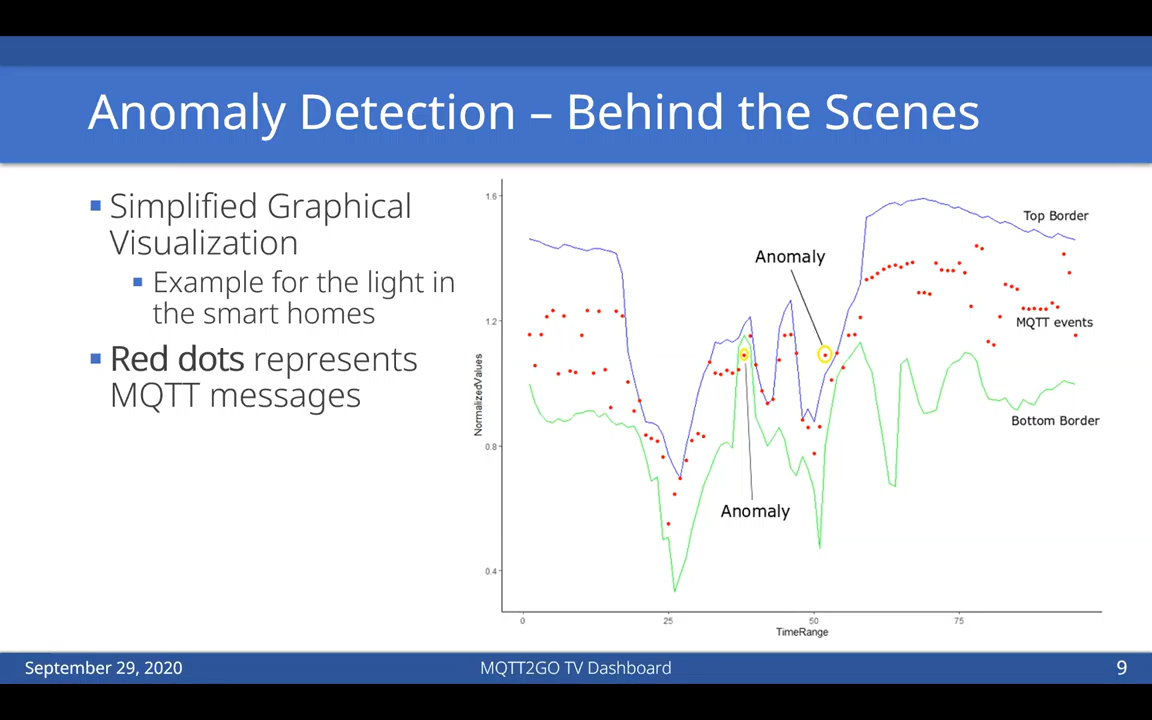 Anomaly Detection – Behind the Scenes
Simplified Graphical
Visualization
Example for the light in
the smart homes
Red dots represents
MQTT messages
1.6
1.2
0.8
0.4
NormalizedValues
Top Border
Anomaly
MQTT events
Bottom Border
Anomaly
0
25
50
75
TimeRange
September 29, 2020
MQTT2GO TV Dashboard
9